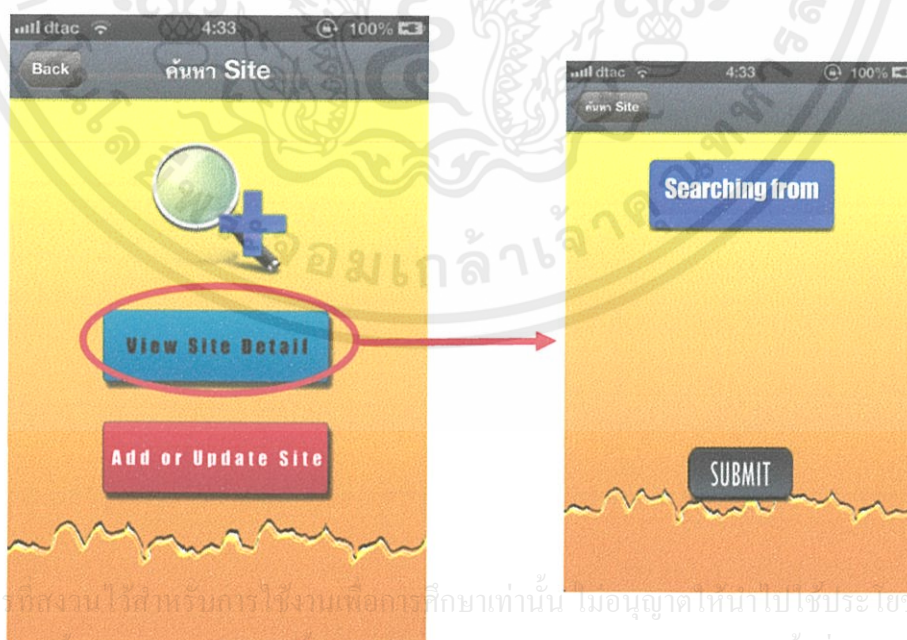 dtac 4:33 100%
Back ค้นหา Site
View Site Detail
Add or Update Site
dtac 4:33 100%
ค้นหา Site
Searching from
SUBMIT
จอมเกล้าเจ้าคุณทหาร
สงวนไว้สำหรับการใช้งานเพื่อการศึกษาเท่านั้น ไม่อนุญาตให้นำไปใช้ประโยช